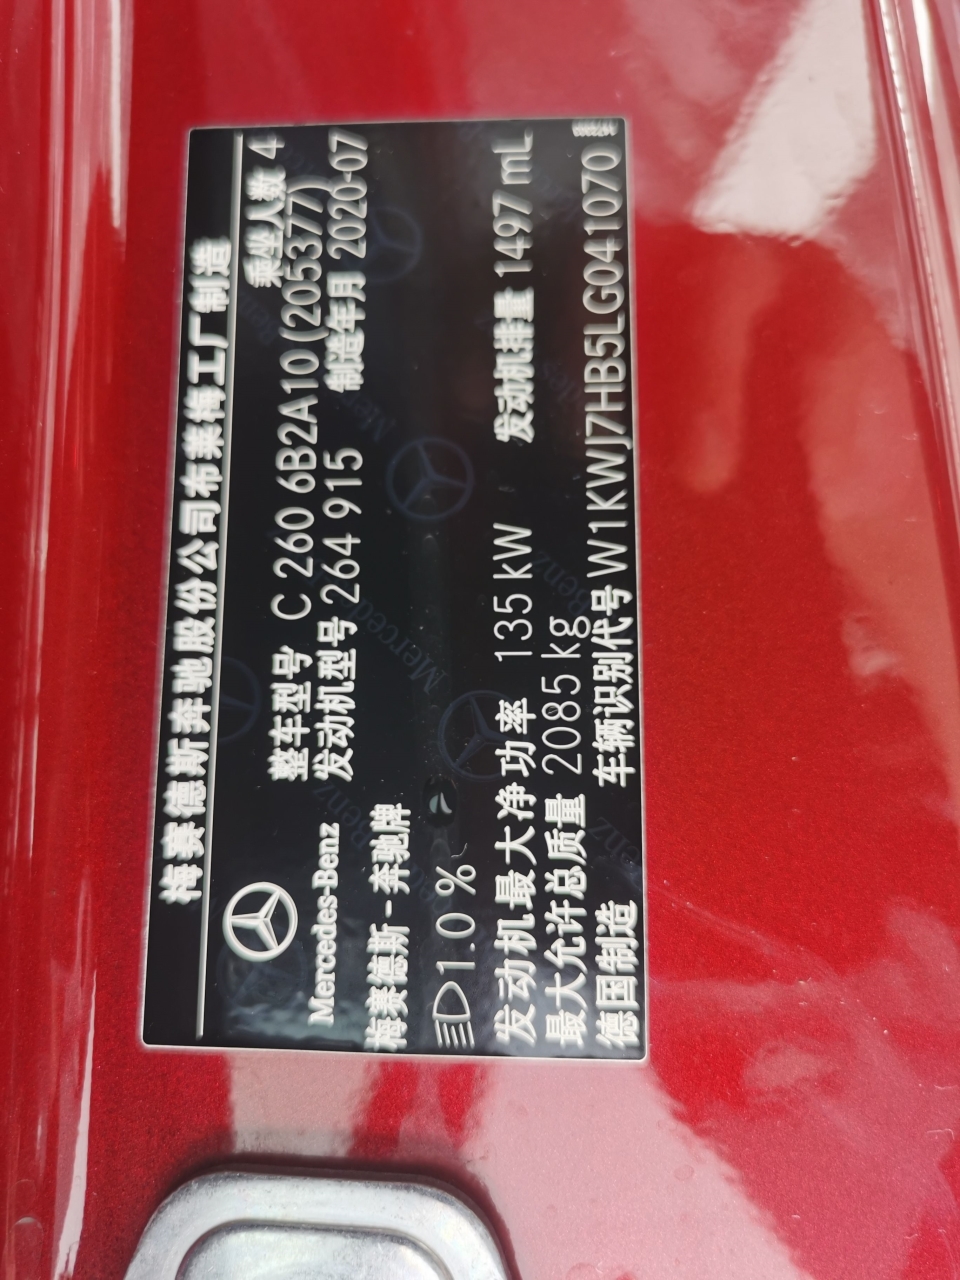 梅赛德斯奔驰股份公司布莱梅工厂制造
乘坐人数 4
整车型号 C 260 6B2A10 (205377)
发动机型号 264 915 制造年月 2020-07
Mercedes-Benz
梅赛德斯-奔驰牌
1.0 %
发动机最大净功率 135 kW 发动机排量 1497 mL
最大允许总质量 2085 kg
德国制造 车辆识别代号 W1KWJ7HB5LG041070